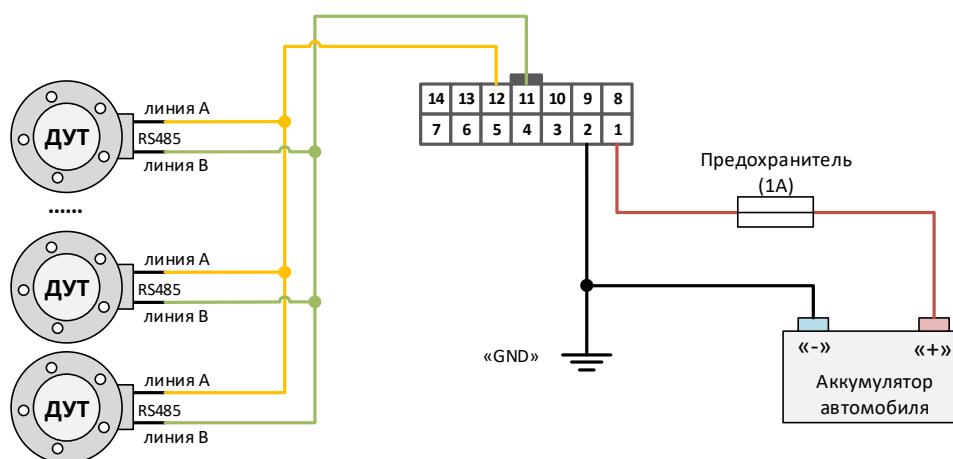 линия A
ДУТ
RS485
линия B
......
линия A
ДУТ
RS485
линия B
линия A
ДУТ
RS485
линия B
14 13 12 11 10 9 8
7 6 5 4 3 2 1
Предохранитель
(1А)
«GND»
«-» «+»
Аккумулятор
автомобиля